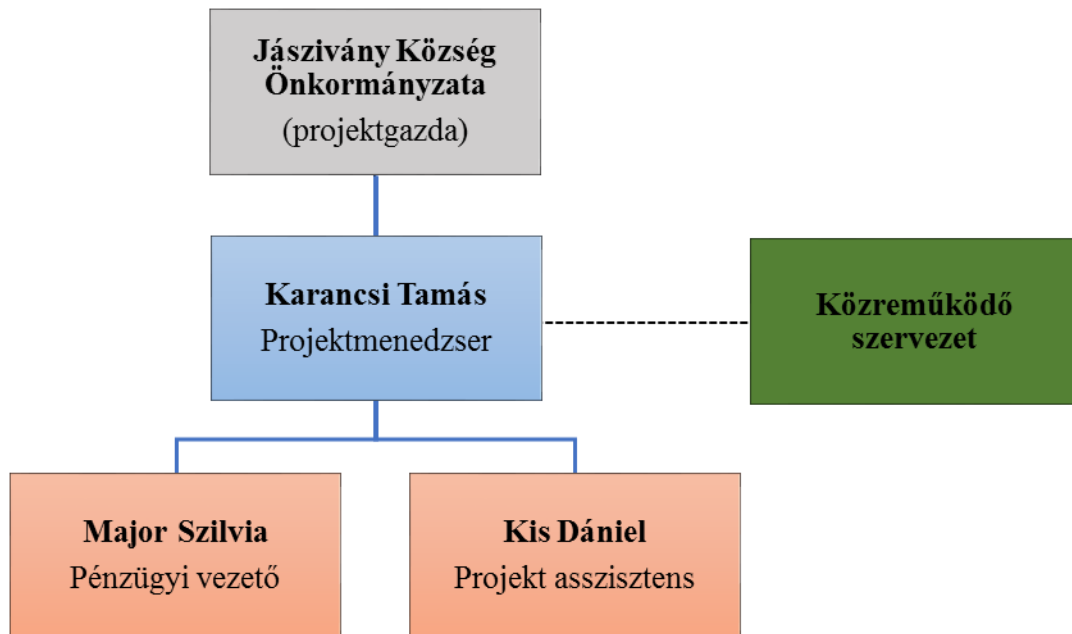 Jászivány Község
Önkormányzata
(projektgazda)
Karancsi Tamás
Projektmenedzser
Közreműködő
szervezet
Major Szilvia
Pénzügyi vezető
Kis Dániel
Projekt asszisztens